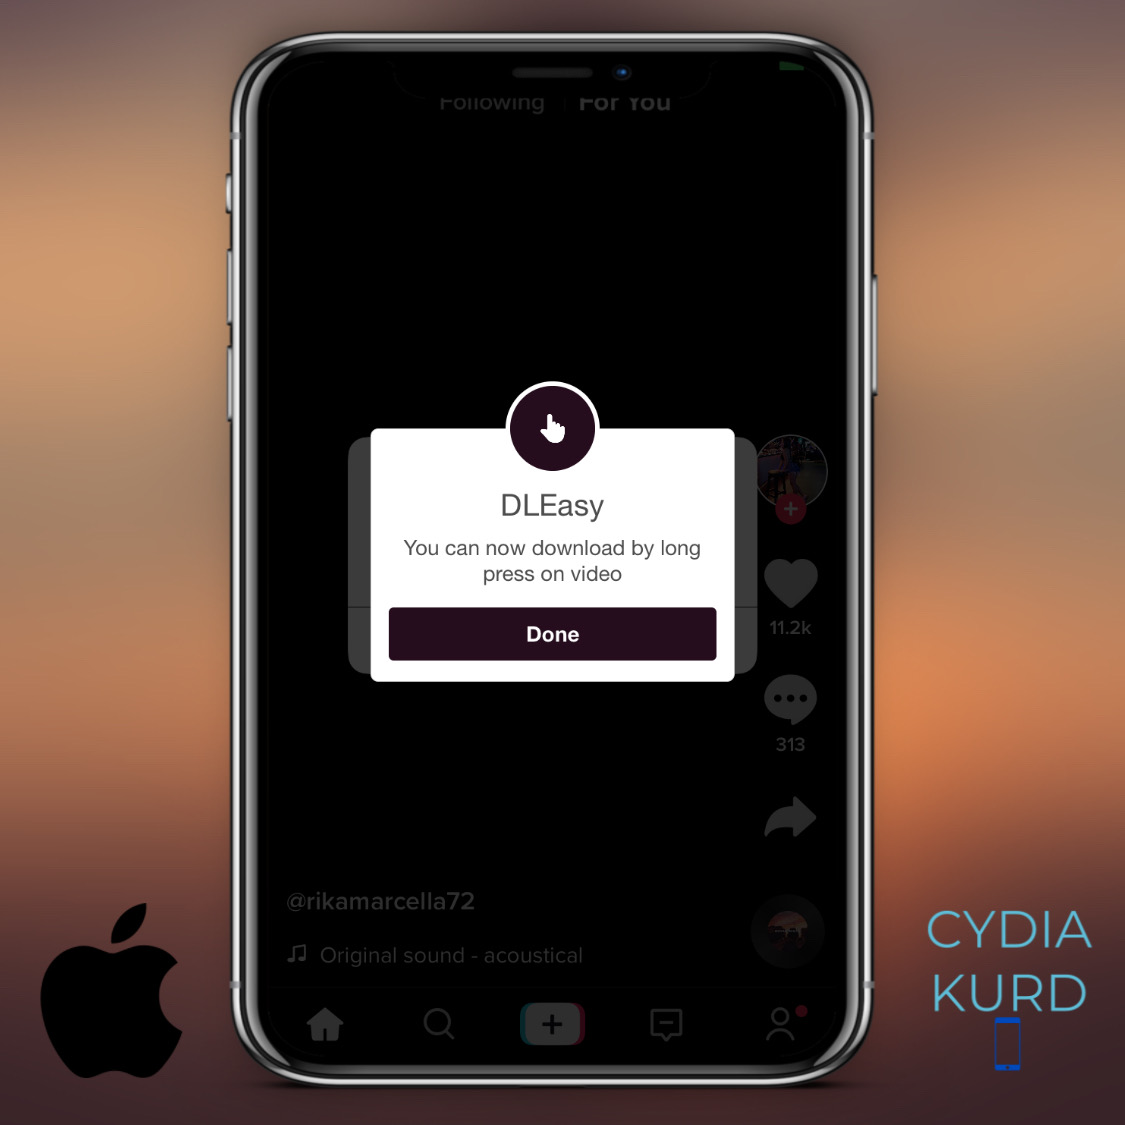 Following
For You
DLEasy
You can now download by long
press on video
Done
11.2k
313
@rikamarcella72
Original sound - acoustical
CYDIA
KURD